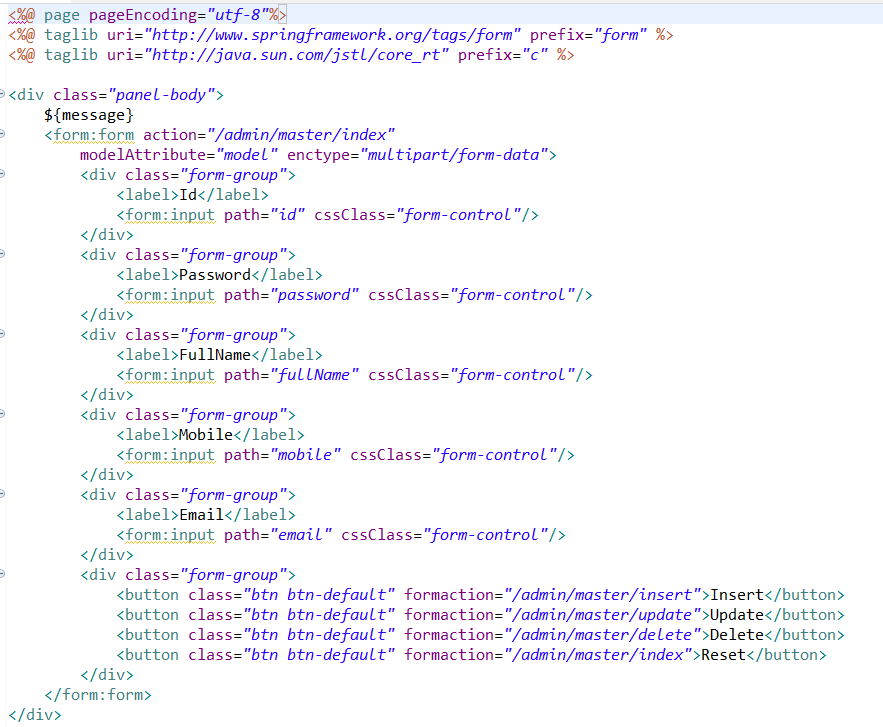 <%@ page pageEncoding="utf-8"%>
<%@ taglib uri="http://www.springframework.org/tags/form" prefix="form" %>
<%@ taglib uri="http://java.sun.com/jstl/core_rt" prefix="c" %>
<div class="panel-body">
${message}
<form:form action="/admin/master/index"
modelAttribute="model" enctype="multipart/form-data">
<div class="form-group">
<label>Id</label>
<form:input path="id" cssClass="form-control"/>
</div>
<div class="form-group">
<label>Password</label>
<form:input path="password" cssClass="form-control"/>
</div>
<div class="form-group">
<label>FullName</label>
<form:input path="fullName" cssClass="form-control"/>
</div>
<div class="form-group">
<label>Mobile</label>
<form:input path="mobile" cssClass="form-control"/>
</div>
<div class="form-group">
<label>Email</label>
<form:input path="email" cssClass="form-control"/>
</div>
<div class="form-group">
<button class="btn btn-default" formaction="/admin/master/insert">Insert</button>
<button class="btn btn-default" formaction="/admin/master/update">Update</button>
<button class="btn btn-default" formaction="/admin/master/delete">Delete</button>
<button class="btn btn-default" formaction="/admin/master/index">Reset</button>
</div>
</form:form>
</div>